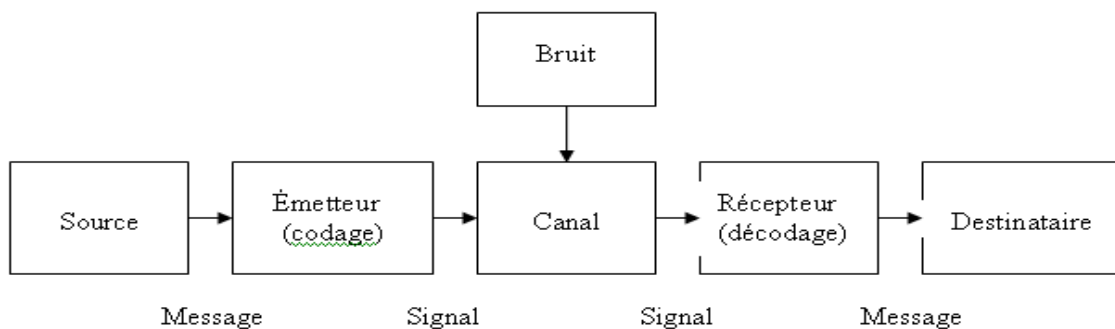 Bruit
Source
Émetteur
(codage)
Canal
Récepteur
(décodage)
Destinataire
Message
Signal
Signal
Message